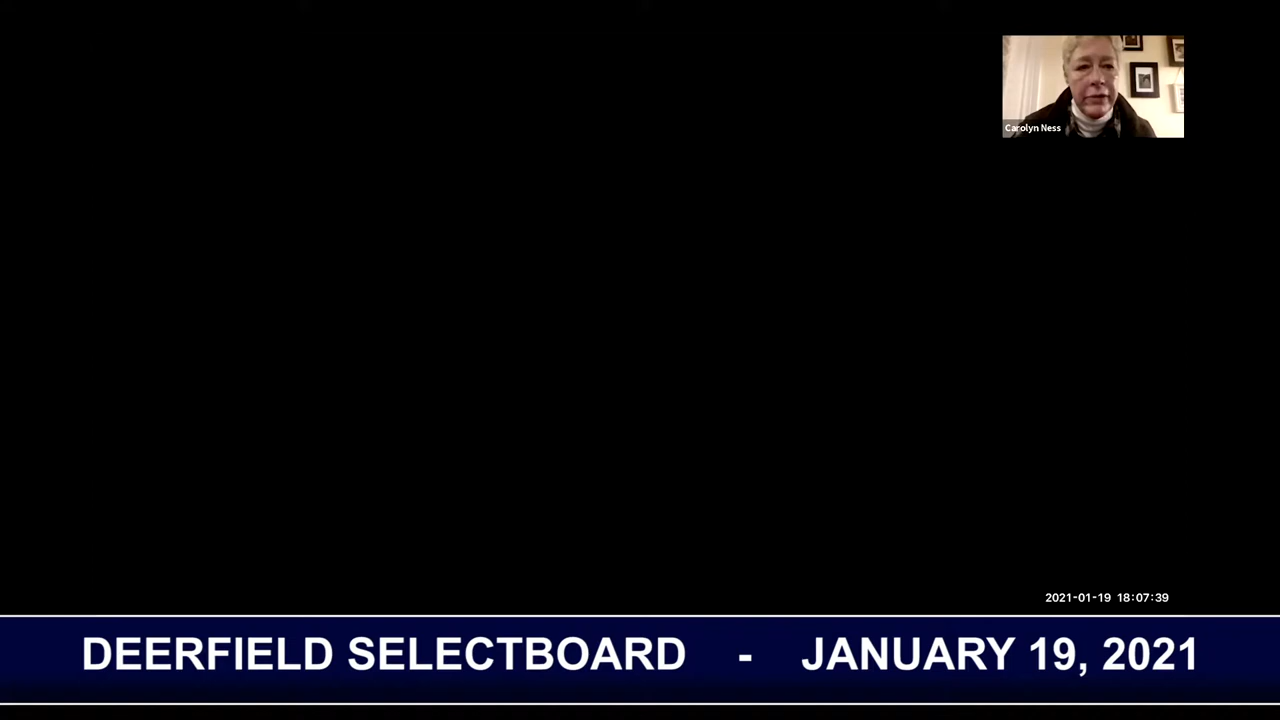 Carolyn Ness
2021-01-19 18:07:39
DEERFIELD SELECTBOARD - JANUARY 19, 2021